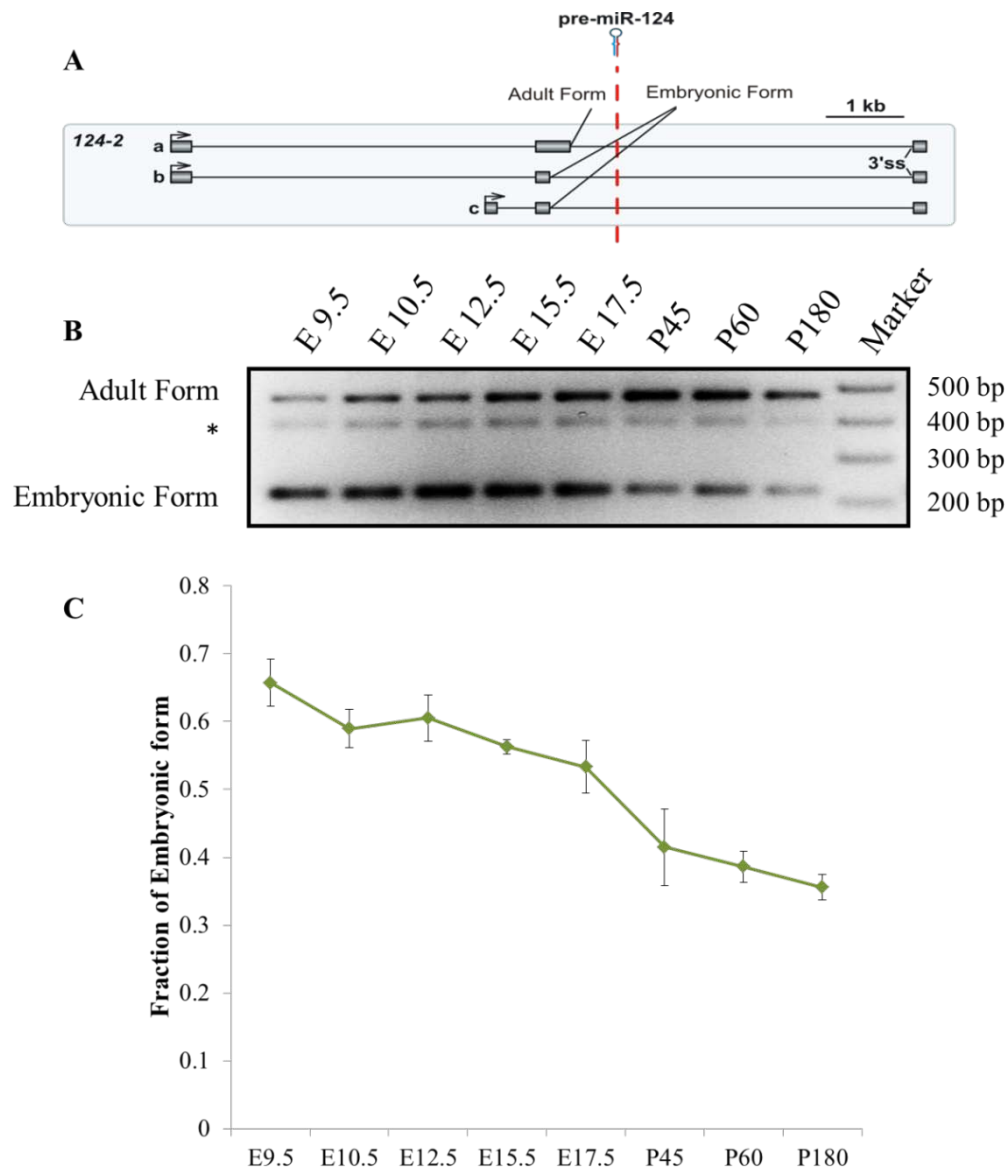 pre-miR-124
A
Adult Form
Embryonic Form
1 kb
124-2
a
b
c
3'ss
B
E 9.5
E 10.5
E 12.5
E 15.5
E 17.5
P45
P60
P180
Marker
Adult Form
*
Embryonic Form
500 bp
400 bp
300 bp
200 bp
C
Fraction of Embryonic form
0.8
0.7
0.6
0.5
0.4
0.3
0.2
0.1
0
E9.5
E10.5
E12.5
E15.5
E17.5
P45
P60
P180